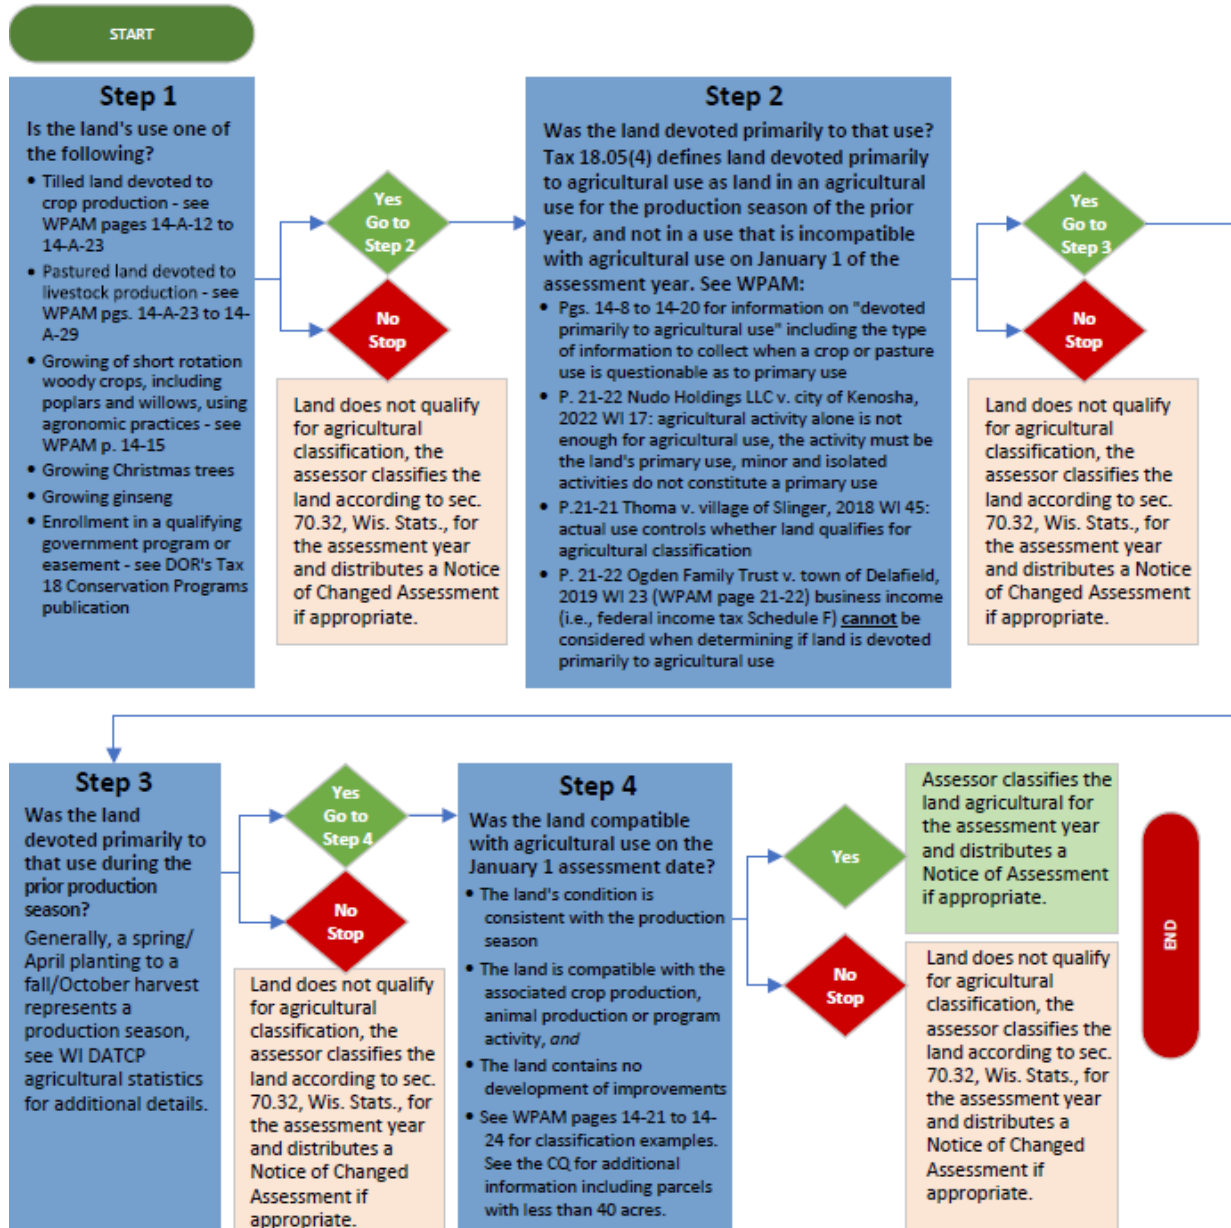 START
Step 1
Is the land's use one of
the following?
• Tilled land devoted to
crop production - see
WPAM pages 14-A-12 to
14-A-23
• Pastured land devoted to
livestock production - see
WPAM pgs. 14-A-23 to 14-
A-29
• Growing of short rotation
woody crops, including
poplars and willows, using
agronomic practices - see
WPAM p. 14-15
• Growing Christmas trees
• Growing ginseng
• Enrollment in a qualifying
government program or
easement - see DOR's Tax
18 Conservation Programs
publication
Yes
Go to
Step 2
No
Stop
Land does not qualify
for agricultural
classification, the
assessor classifies the
land according to sec.
70.32, Wis. Stats., for
the assessment year
and distributes a Notice
of Changed Assessment
if appropriate.
Step 2
Was the land devoted primarily to that use?
Tax 18.05(4) defines land devoted primarily
to agricultural use as land in an agricultural
use for the production season of the prior
year, and not in a use that is incompatible
with agricultural use on January 1 of the
assessment year. See WPAM:
• Pgs. 14-8 to 14-20 for information on "devoted
primarily to agricultural use" including the type
of information to collect when a crop or pasture
use is questionable as to primary use
• P. 21-22 Nudo Holdings LLC v. city of Kenosha,
2022 WI 17: agricultural activity alone is not
enough for agricultural use, the activity must be
the land's primary use, minor and isolated
activities do not constitute a primary use
• P.21-21 Thoma v. village of Slinger, 2018 WI 45:
actual use controls whether land qualifies for
agricultural classification
• P. 21-22 Ogden Family Trust v. town of Delafield,
2019 WI 23 (WPAM page 21-22) business income
(i.e., federal income tax Schedule F) cannot be
considered when determining if land is devoted
primarily to agricultural use
Yes
Go to
Step 3
No
Stop
Land does not qualify
for agricultural
classification, the
assessor classifies the
land according to sec.
70.32, Wis. Stats., for
the assessment year
and distributes a Notice
of Changed Assessment
if appropriate.
Step 3
Was the land
devoted primarily to
that use during the
prior production
season?
Generally, a spring/
April planting to a
fall/October harvest
represents a
production season,
see WI DATCP
agricultural statistics
for additional details.
Yes
Go to
Step 4
No
Stop
Land does not qualify
for agricultural
classification, the
assessor classifies the
land according to sec.
70.32, Wis. Stats., for
the assessment year
and distributes a
Notice of Changed
Assessment if
appropriate.
Step 4
Was the land compatible
with agricultural use on the
January 1 assessment date?
• The land's condition is
consistent with the production
season
• The land is compatible with the
associated crop production,
animal production or program
activity, and
• The land contains no
development of improvements
• See WPAM pages 14-21 to 14-
24 for classification examples.
See the CQ for additional
information including parcels
with less than 40 acres.
Yes
Assessor classifies the
land agricultural for
the assessment year
and distributes a
Notice of Assessment
if appropriate.
No
Stop
Land does not qualify
for agricultural
classification, the
assessor classifies the
land according to sec.
70.32, Wis. Stats., for
the assessment year
and distributes a
Notice of Changed
Assessment if
appropriate.
END